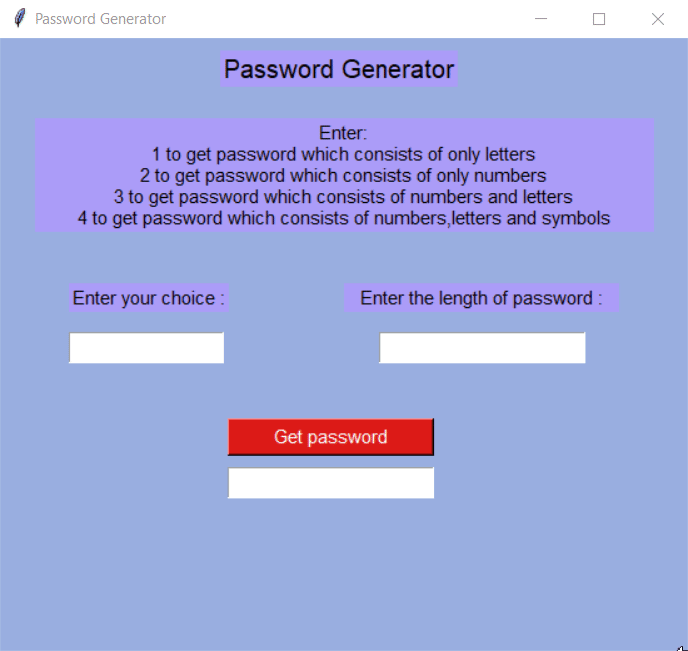 Password Generator
Password Generator
Enter:
1 to get password which consists of only letters
2 to get password which consists of only numbers
3 to get password which consists of numbers and letters
4 to get password which consists of numbers,letters and symbols
Enter your choice :
Enter the length of password :
Get password